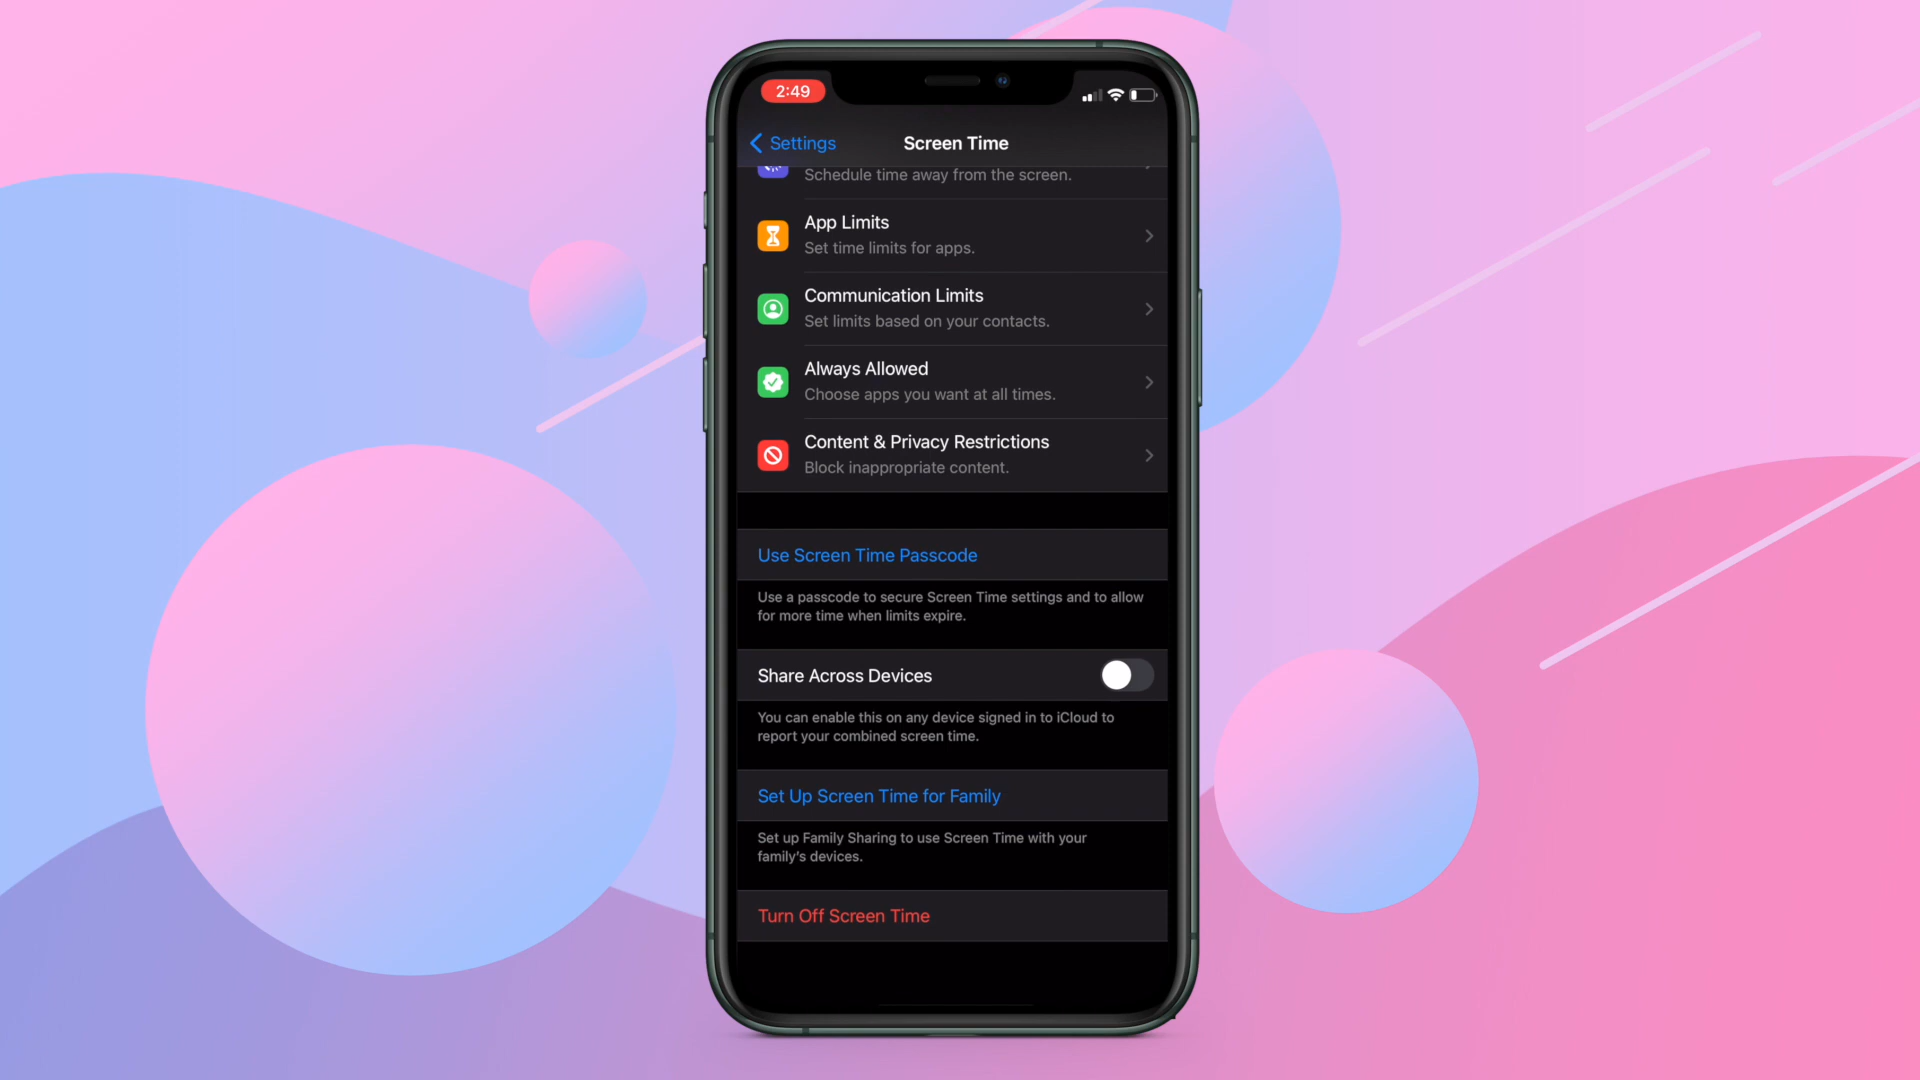 2:49
Settings
Screen Time
Schedule time away from the screen.
App Limits
Set time limits for apps.
Communication Limits
Set limits based on your contacts.
Always Allowed
Choose apps you want at all times.
Content & Privacy Restrictions
Block inappropriate content.
Use Screen Time Passcode
Use a passcode to secure Screen Time settings and to allow
for more time when limits expire.
Share Across Devices
You can enable this on any device signed in to iCloud to
report your combined screen time.
Set Up Screen Time for Family
Set up Family Sharing to use Screen Time with your
family's devices.
Turn Off Screen Time